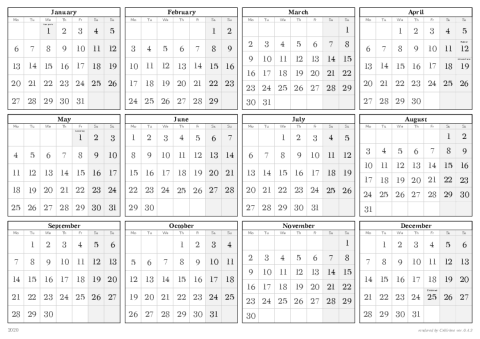 January
Mo Tu We Th Fr Sa Su
1 2 3 4 5
6 7 8 9 10 11 12
13 14 15 16 17 18 19
20 21 22 23 24 25 26
27 28 29 30 31
February
Mo Tu We Th Fr Sa Su
1 2
3 4 5 6 7 8 9
10 11 12 13 14 15 16
17 18 19 20 21 22 23
24 25 26 27 28 29
March
Mo Tu We Th Fr Sa Su
1
2 3 4 5 6 7 8
9 10 11 12 13 14 15
16 17 18 19 20 21 22
23 24 25 26 27 28 29
30 31
April
Mo Tu We Th Fr Sa Su
1 2 3 4 5
6 7 8 9 10 11 12
13 14 15 16 17 18 19
20 21 22 23 24 25 26
27 28 29 30
May
Mo Tu We Th Fr Sa Su
1 2 3
4 5 6 7 8 9 10
11 12 13 14 15 16 17
18 19 20 21 22 23 24
25 26 27 28 29 30 31
June
Mo Tu We Th Fr Sa Su
1 2 3 4 5 6 7
8 9 10 11 12 13 14
15 16 17 18 19 20 21
22 23 24 25 26 27 28
29 30
July
Mo Tu We Th Fr Sa Su
1 2 3 4 5
6 7 8 9 10 11 12
13 14 15 16 17 18 19
20 21 22 23 24 25 26
27 28 29 30 31
August
Mo Tu We Th Fr Sa Su
1 2
3 4 5 6 7 8 9
10 11 12 13 14 15 16
17 18 19 20 21 22 23
24 25 26 27 28 29 30
31
September
Mo Tu We Th Fr Sa Su
1 2 3 4 5 6
7 8 9 10 11 12 13
14 15 16 17 18 19 20
21 22 23 24 25 26 27
28 29 30
October
Mo Tu We Th Fr Sa Su
1 2 3 4
5 6 7 8 9 10 11
12 13 14 15 16 17 18
19 20 21 22 23 24 25
26 27 28 29 30 31
November
Mo Tu We Th Fr Sa Su
1
2 3 4 5 6 7 8
9 10 11 12 13 14 15
16 17 18 19 20 21 22
23 24 25 26 27 28 29
30
December
Mo Tu We Th Fr Sa Su
1 2 3 4 5 6
7 8 9 10 11 12 13
14 15 16 17 18 19 20
21 22 23 24 25 26 27
28 29 30 31
2020